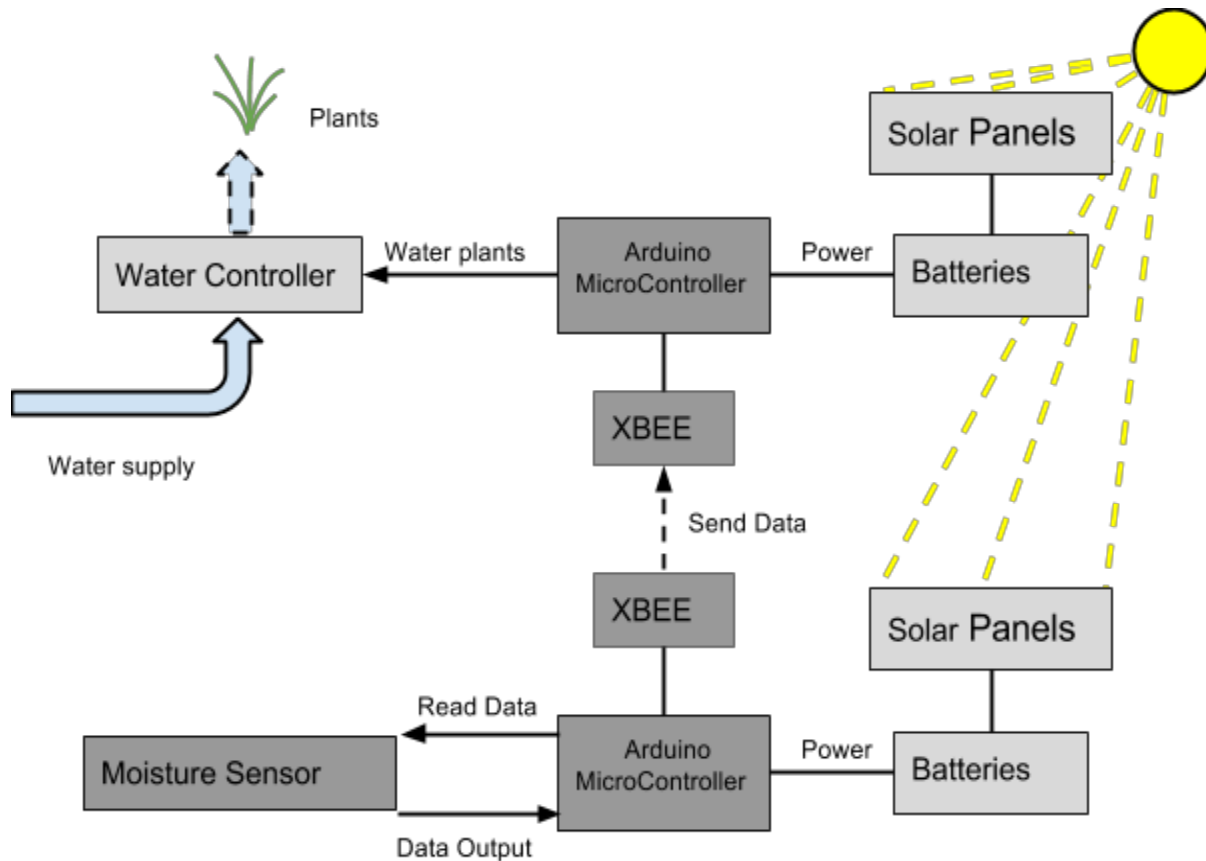 Plants
Solar Panels
Water Controller
Water plants
Arduino
MicroController
Power
Batteries
XBEE
Water supply
Send Data
XBEE
Solar Panels
Read Data
Moisture Sensor
Arduino
MicroController
Power
Batteries
Data Output